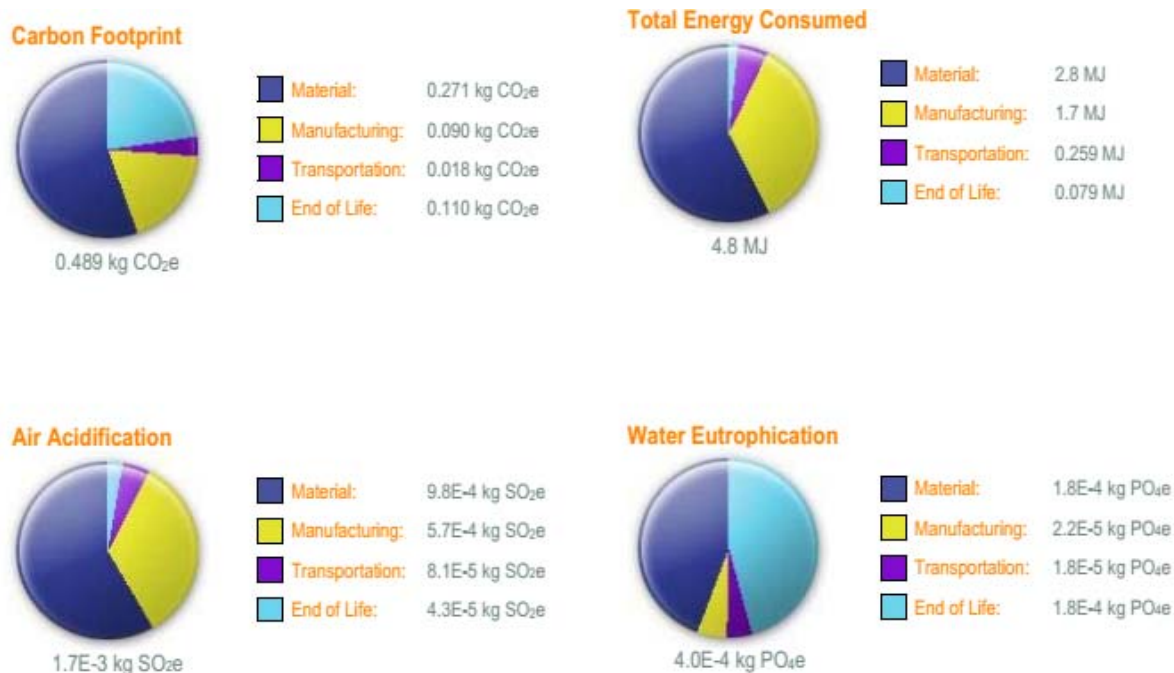 Carbon Footprint
Material: 0.271 kg CO₂e
Manufacturing: 0.090 kg CO₂e
Transportation: 0.018 kg CO₂e
End of Life: 0.110 kg CO₂e
0.489 kg CO₂e
Total Energy Consumed
Material: 2.8 MJ
Manufacturing: 1.7 MJ
Transportation: 0.259 MJ
End of Life: 0.079 MJ
4.8 MJ
Air Acidification
Material: 9.8E-4 kg SO₂e
Manufacturing: 5.7E-4 kg SO₂e
Transportation: 8.1E-5 kg SO₂e
End of Life: 4.3E-5 kg SO₂e
1.7E-3 kg SO₂e
Water Eutrophication
Material: 1.8E-4 kg PO₄e
Manufacturing: 2.2E-5 kg PO₄e
Transportation: 1.8E-5 kg PO₄e
End of Life: 1.8E-4 kg PO₄e
4.0E-4 kg PO₄e